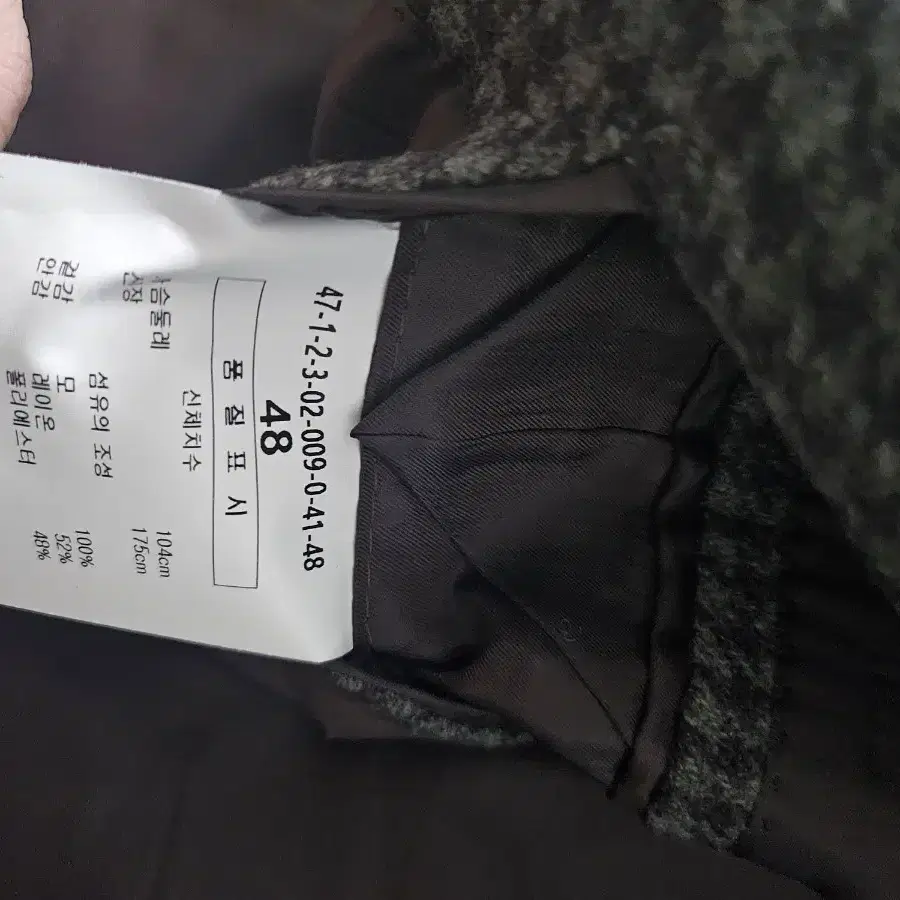 47-1-2-3-02-009-0-41-48
48
품 질 표 시
신체치수
가슴둘레 104cm
신장 175cm
섬유의 조성
겉감 모 100%
안감 레이온 52%
폴리에스터 48%